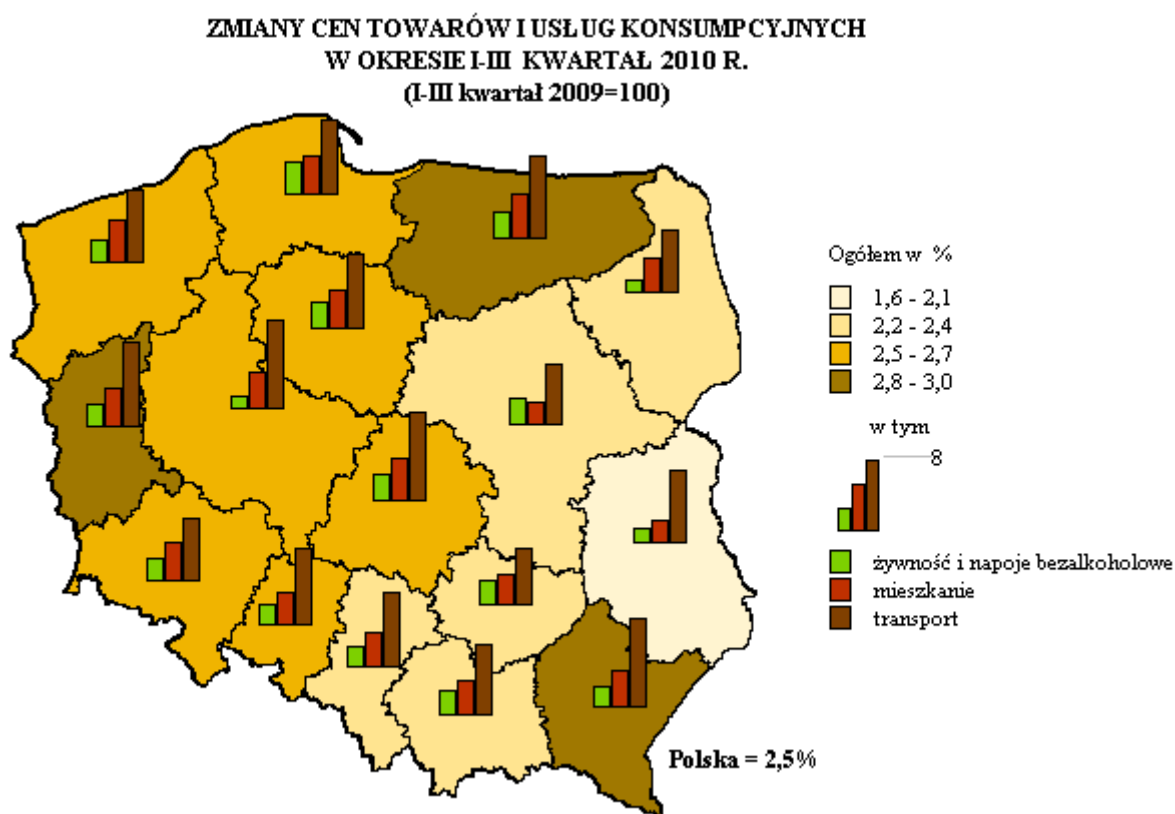 ZMIANY CEN TOWARÓW I USŁUG KONSUMPCYJNYCH
W OKRESIE I-III KWARTAŁ 2010 R.
(I-III kwartał 2009=100)
Ogółem w %
1,6 - 2,1
2,2 - 2,4
2,5 - 2,7
2,8 - 3,0
w tym
8
żywność i napoje bezalkoholowe
mieszkanie
transport
Polska = 2,5%